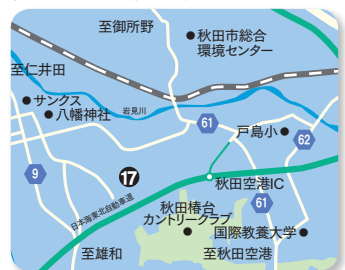 至御所野
秋田市総合
環境センター
至仁井田
サンクス
八幡神社
岩見川
61
戸島小
62
9
17
秋田空港IC
日本海東北自動車道
61
秋田椿台
カントリークラブ
国際教養大学
至雄和
至秋田空港